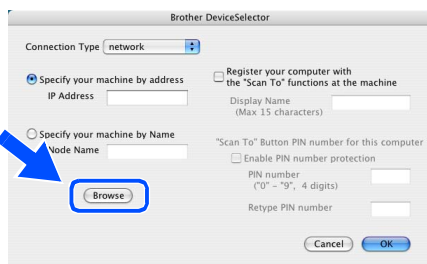 Brother DeviceSelector
Connection Type network
Specify your machine by address
IP Address
Specify your machine by Name
Node Name
Browse
Register your computer with
the "Scan To" functions at the machine
Display Name
(Max 15 characters)
"Scan To" Button PIN number for this computer
Enable PIN number protection
PIN number
("0" – "9", 4 digits)
Retype PIN number
Cancel OK